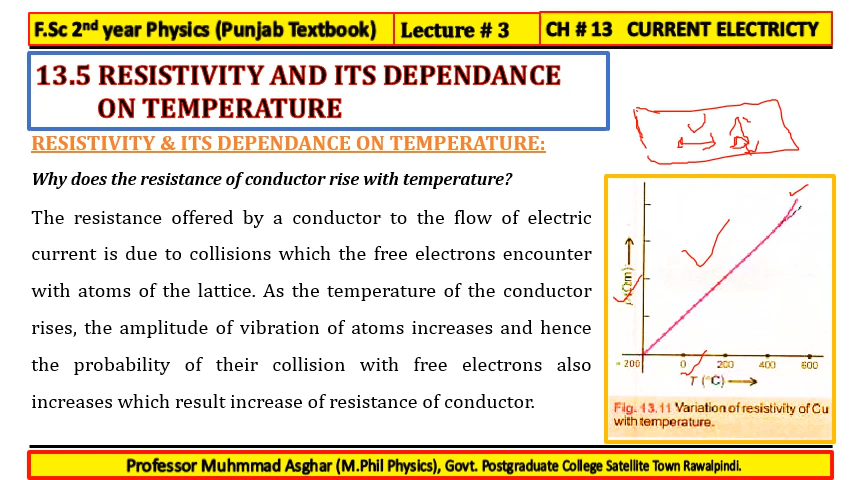 F.Sc 2nd year Physics (Punjab Textbook)
Lecture # 3
CH # 13 CURRENT ELECTRICTY
13.5 RESISTIVITY AND ITS DEPENDANCE
ON TEMPERATURE
RESISTIVITY & ITS DEPENDANCE ON TEMPERATURE:
Why does the resistance of conductor rise with temperature?
The resistance offered by a conductor to the flow of electric
current is due to collisions which the free electrons encounter
with atoms of the lattice. As the temperature of the conductor
rises, the amplitude of vibration of atoms increases and hence
the probability of their collision with free electrons also
increases which result increase of resistance of conductor.
(Ωm)
- 200 0 200 400 600
T (°C)
Fig. 13.11 Variation of resistivity of Cu
with temperature.
Professor Muhmmad Asghar (M.Phil Physics), Govt. Postgraduate College Satellite Town Rawalpindi.